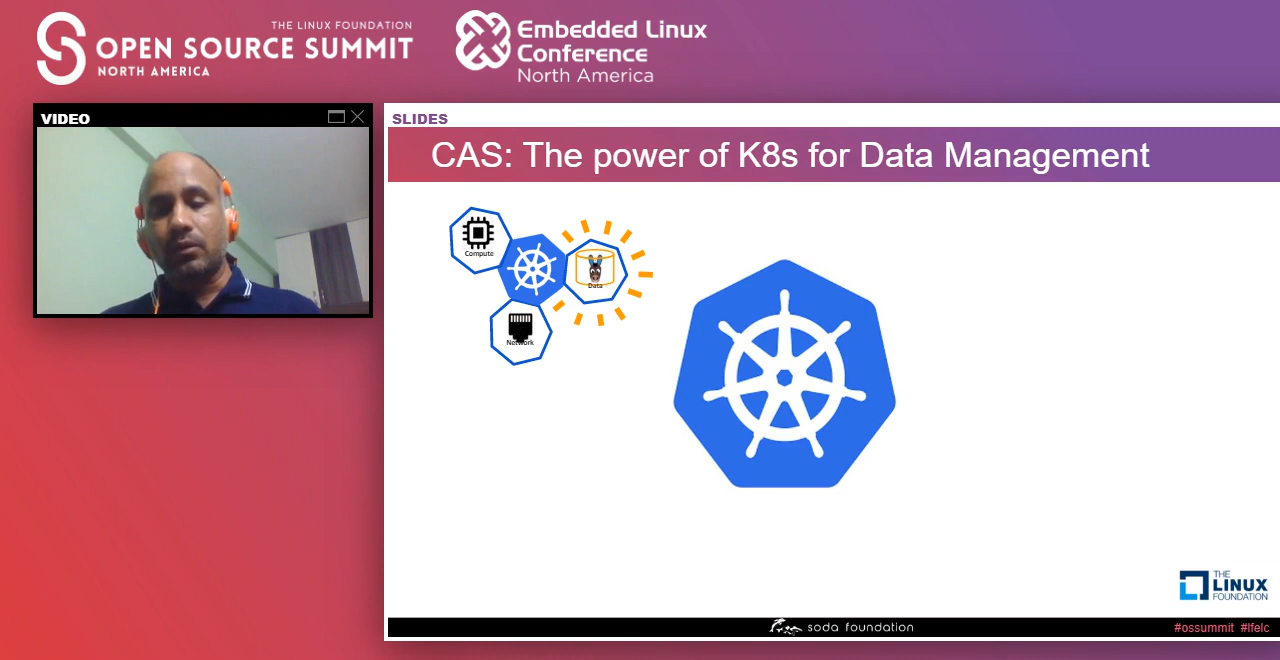 THE LINUX FOUNDATION
OPEN SOURCE SUMMIT
NORTH AMERICA
Embedded Linux
Conference
North America
VIDEO
SLIDES
CAS: The power of K8s for Data Management
Compute
Data
Network
THE
LINUX
FOUNDATION
soda foundation
#ossummit #lfelc